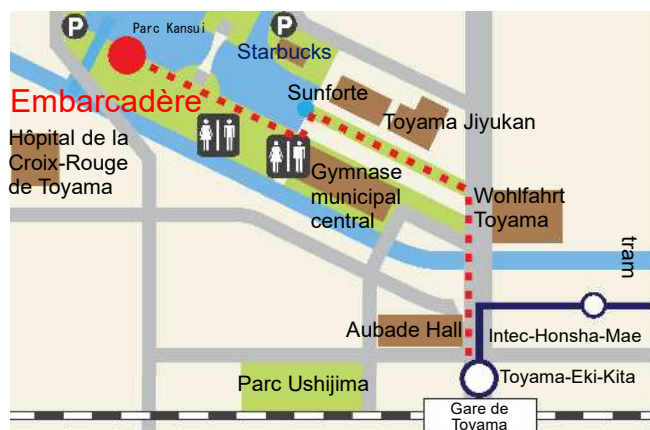 P
Parc Kansui
P
Starbucks
Embarcadère
Sunforte
Toyama Jiyukan
Hôpital de la
Croix-Rouge
de Toyama
Gymnase
municipal
central
Wohlfahrt
Toyama
tram
Aubade Hall
Intec-Honsha-Mae
Parc Ushijima
Toyama-Eki-Kita
Gare de
Toyama